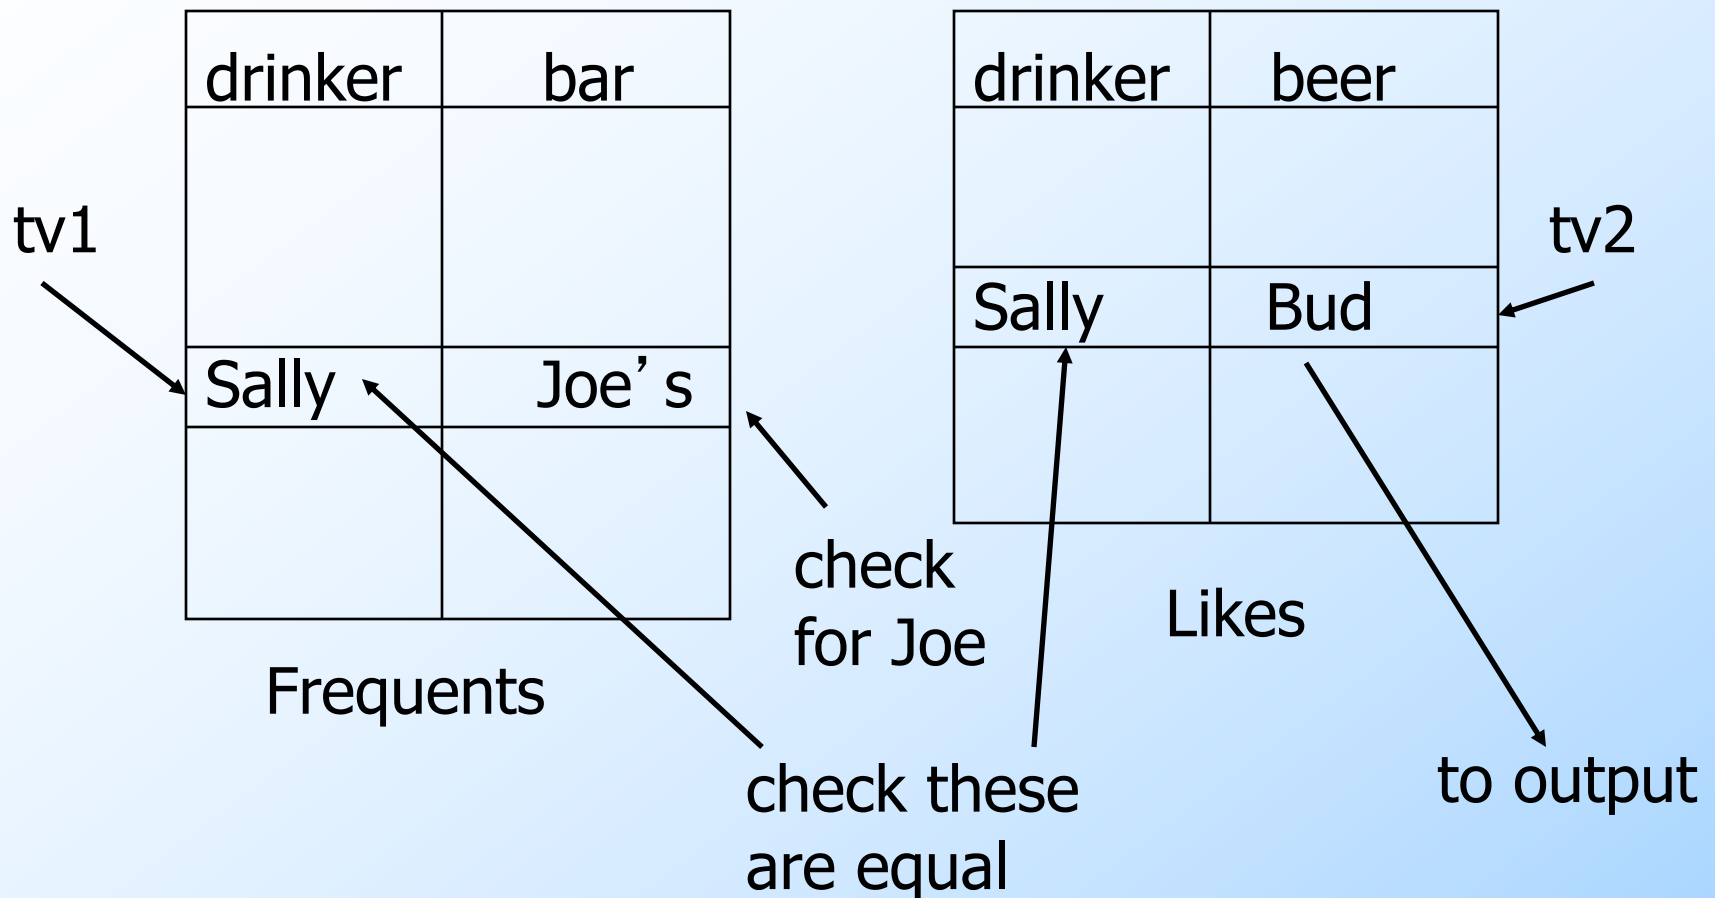 drinker bar
drinker beer
tv1
tv2
Sally Bud
Sally Joe’s
check
for Joe
Likes
Frequents
check these
are equal
to output